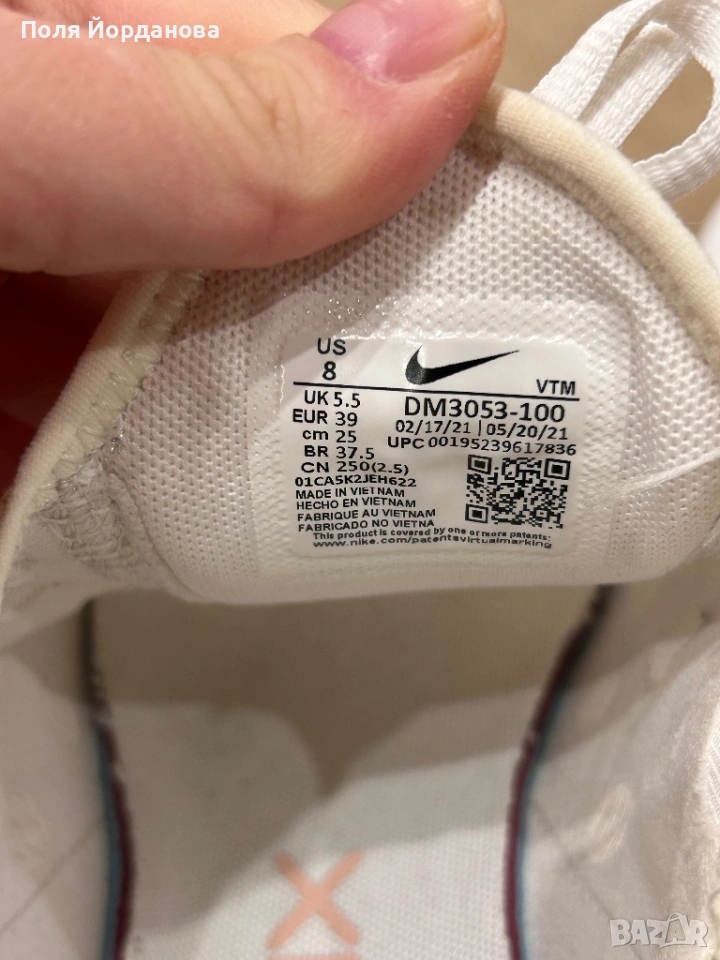 Поля Йорданова
US
8
VTM
UK 5.5
EUR 39
cm 25
BR 37.5
CN 250(2.5)
DM3053-100
02/17/21 | 05/20/21
UPC 00195239617836
01CA5K2JEH622
MADE IN VIETNAM
HECHO EN VIETNAM
FABRIQUE AU VIETNAM
FABRICADO NO VIETNA
This product is covered by one or more patents:
www.nike.com/patentsvirtualmarking
BAZAR